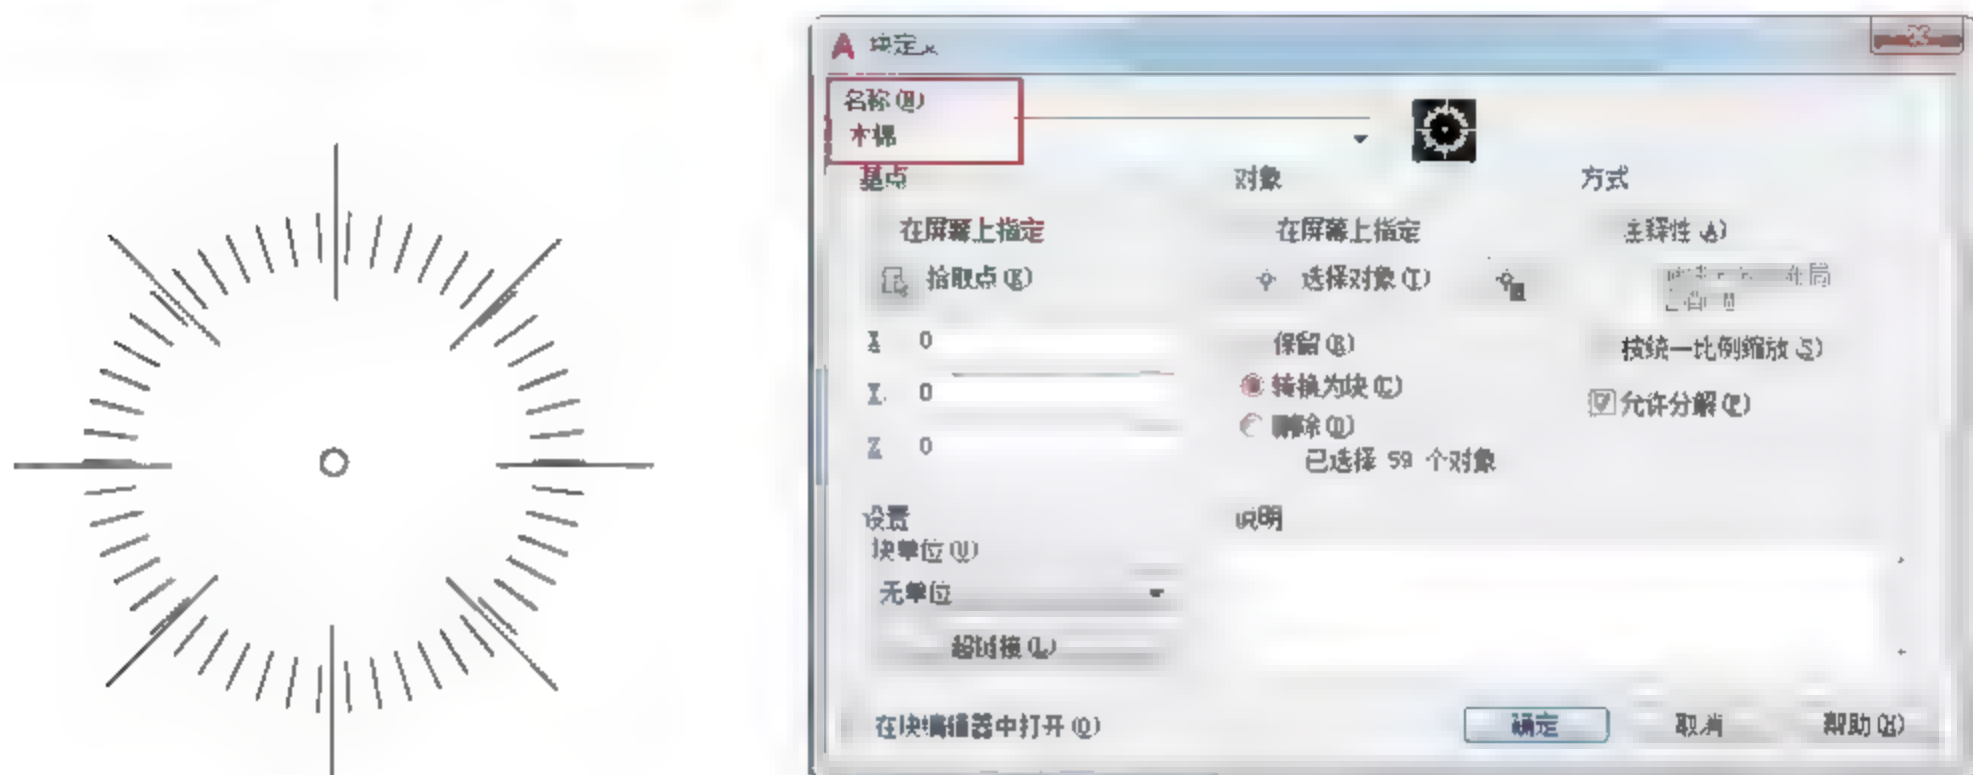 块定义
名称(N)
木棉
基点
对象
方式
在屏幕上指定
在屏幕上指定
注释性(A)
拾取点(K)
选择对象(T)
布局
X 0
保留(R)
按统一比例缩放(S)
Y 0
转换为块(C)
允许分解(P)
删除(D)
Z 0
已选择 59 个对象
设置
说明
块单位(U)
无单位
超链接(L)
在块编辑器中打开(O)
确定
取消
帮助(H)